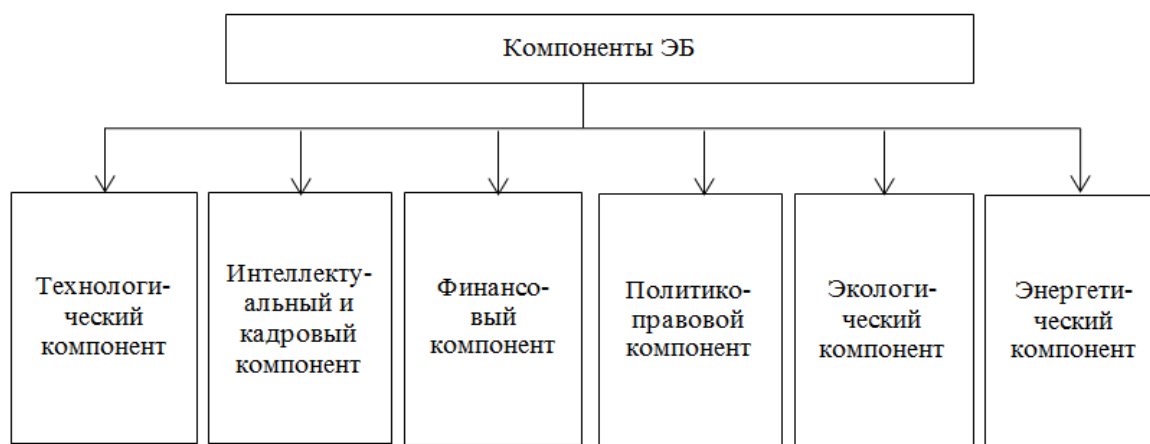 Компоненты ЭБ
Технологи-
ческий
компонент
Интеллекту-
альный и
кадровый
компонент
Финансо-
вый
компонент
Политико-
правовой
компонент
Экологи-
ческий
компонент
Энергети-
ческий
компонент